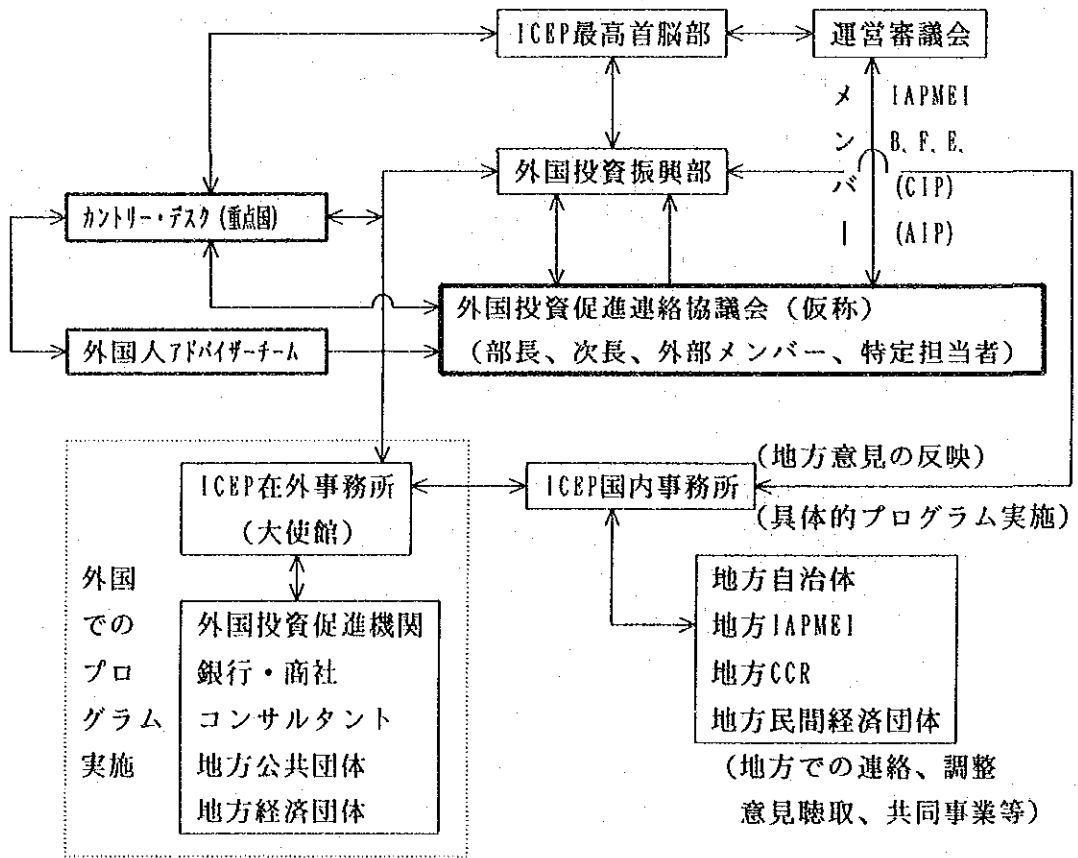 ICEP最高首脳部
運営審議会
メンバー
IAPMEI
B、F、E、
(CIP)
(AIP)
外国投資振興部
カントリー・デスク(重点国)
外国投資促進連絡協議会(仮称)
(部長、次長、外部メンバー、特定担当者)
外国人アドバイザーチーム
ICEP在外事務所
(大使館)
ICEP国内事務所
(地方意見の反映)
(具体的プログラム実施)
外国
での
プロ
グラム
実施
外国投資促進機関
銀行・商社
コンサルタント
地方公共団体
地方経済団体
地方自治体
地方IAPMEI
地方CCR
地方民間経済団体
(地方での連絡、調整
意見聴取、共同事業等)